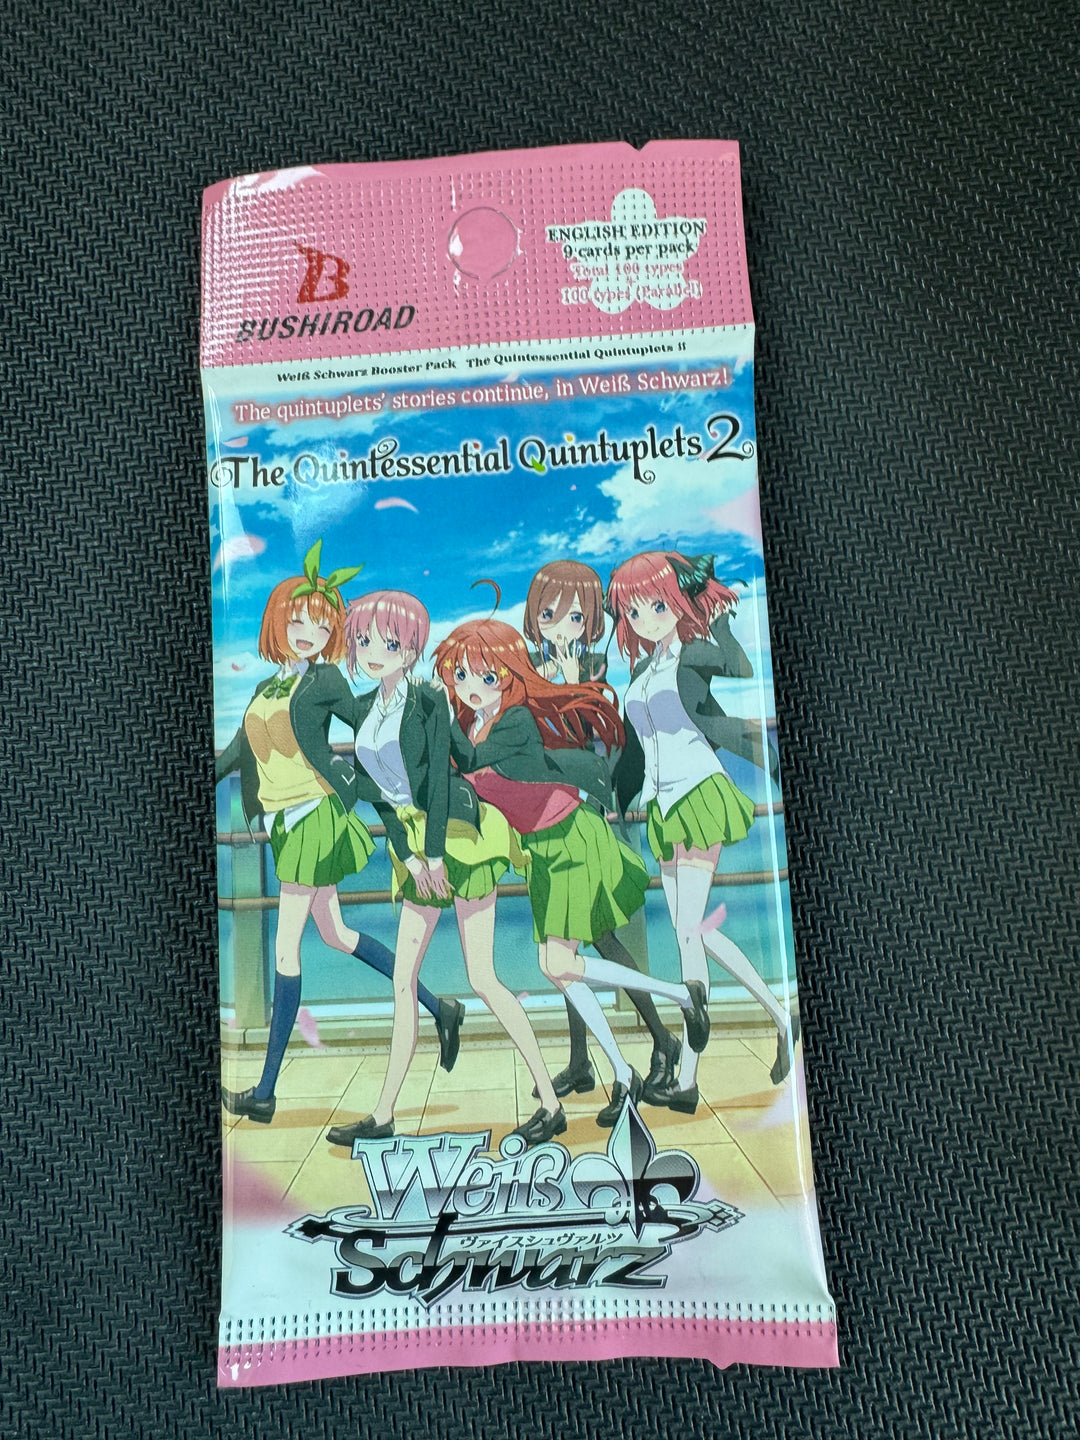 ENGLISH EDITION
9 cards per pack
Total 100 types
+
100 types (Parallel)
B
BUSHIROAD
Weiß Schwarz Booster Pack The Quintessential Quintuplets 2
The quintuplets' stories continue, in Weiß Schwarz!
The Quintessential Quintuplets 2
Weiß
ヴァイスシュヴァルツ
Schwarz